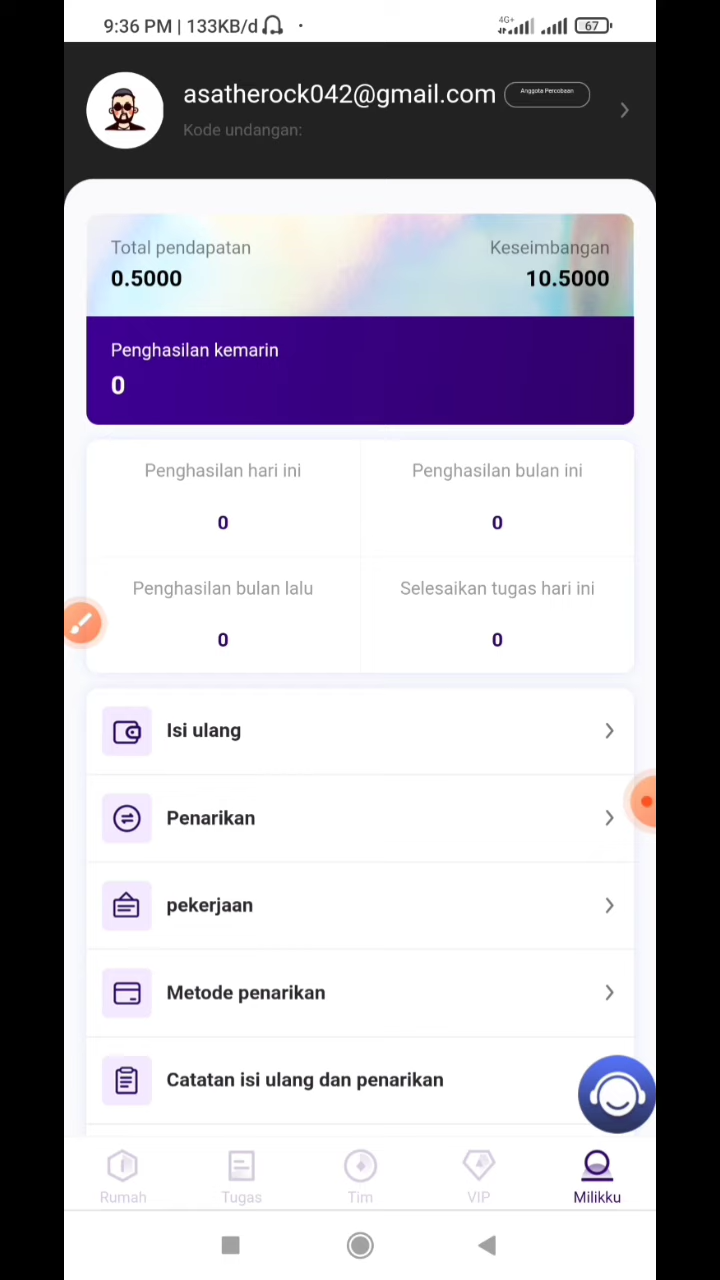 9:36 PM | 133KB/d
4G+
67
asatherock042@gmail.com
Anggota Percobaan
Kode undangan:
Total pendapatan
Keseimbangan
0.5000
10.5000
Penghasilan kemarin
0
Penghasilan hari ini
Penghasilan bulan ini
0
0
Penghasilan bulan lalu
Selesaikan tugas hari ini
0
0
Isi ulang
Penarikan
pekerjaan
Metode penarikan
Catatan isi ulang dan penarikan
Rumah
Tugas
Tim
VIP
Milikku